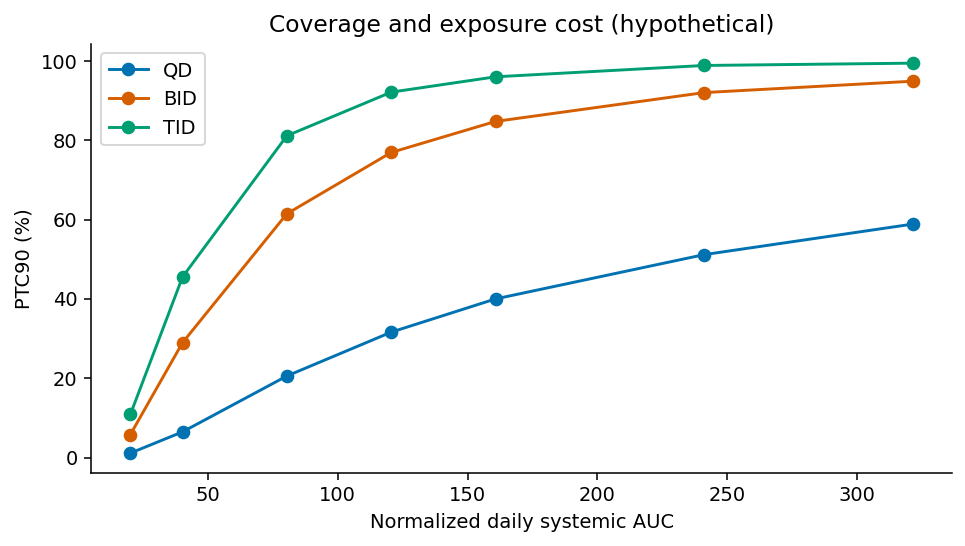 Coverage and exposure cost (hypothetical)
QD
BID
TID
PTC90 (%)
100
80
60
40
20
0
50
100
150
200
250
300
Normalized daily systemic AUC